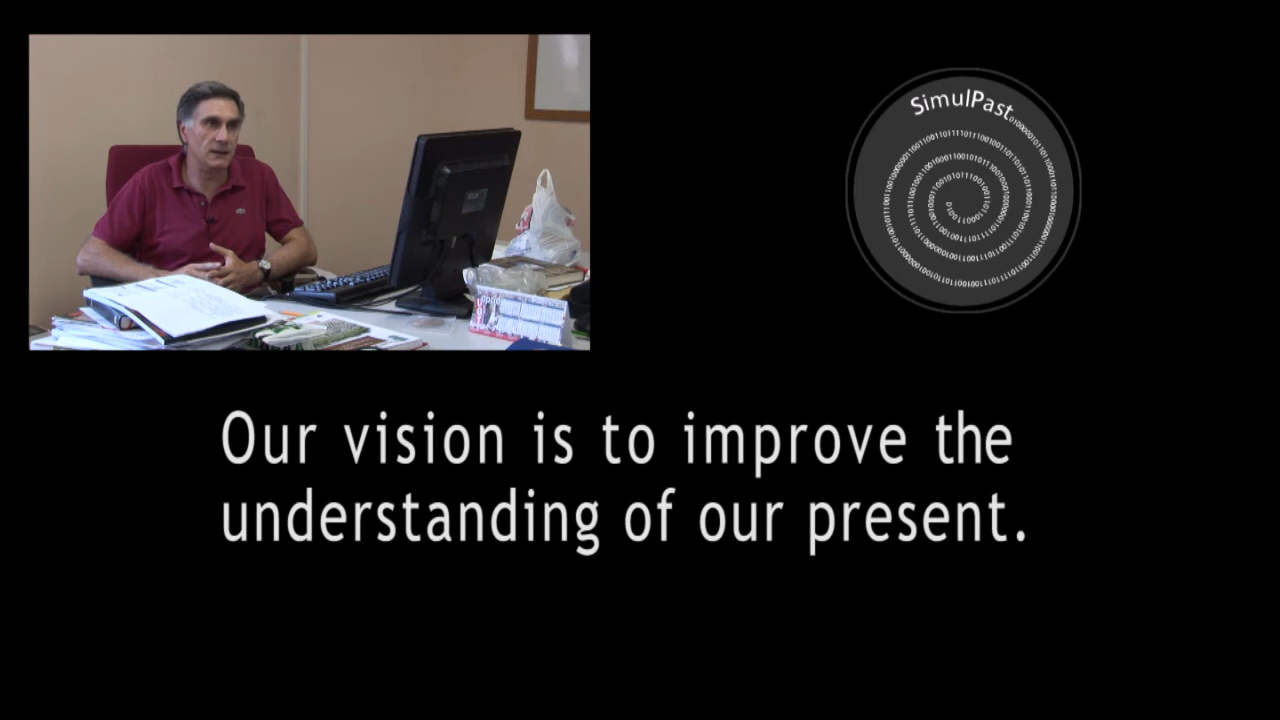 SimulPast
Our vision is to improve the
understanding of our present.